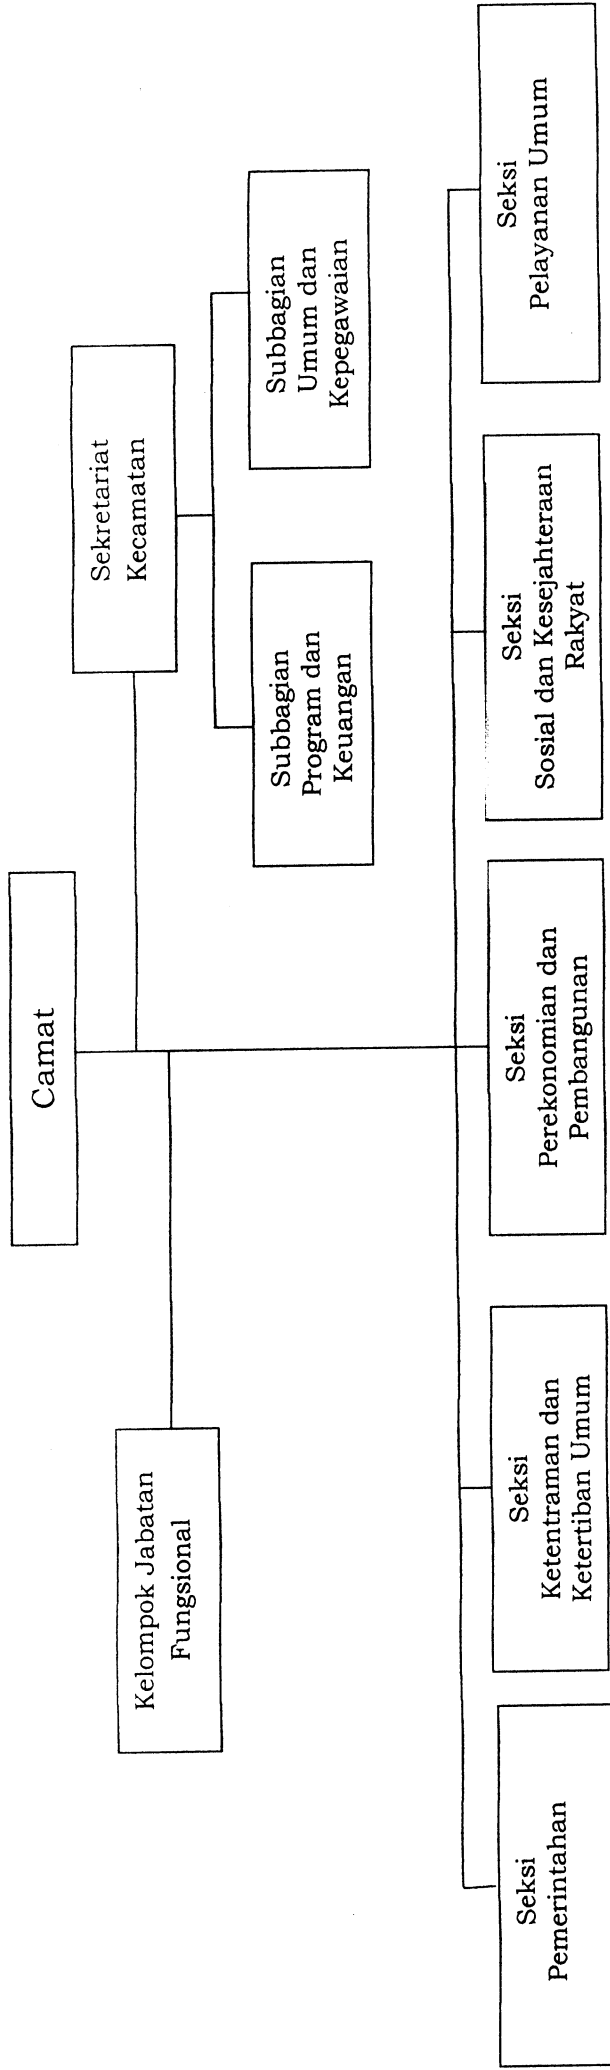 Camat
Kelompok Jabatan
Fungsional
Sekretariat
Kecamatan
Subbagian
Program dan
Keuangan
Subbagian
Umum dan
Kepegawaian
Seksi
Pemerintahan
Seksi
Ketentraman dan
Ketertiban Umum
Seksi
Perekonomian dan
Pembangunan
Seksi
Sosial dan Kesejahteraan
Rakyat
Seksi
Pelayanan Umum